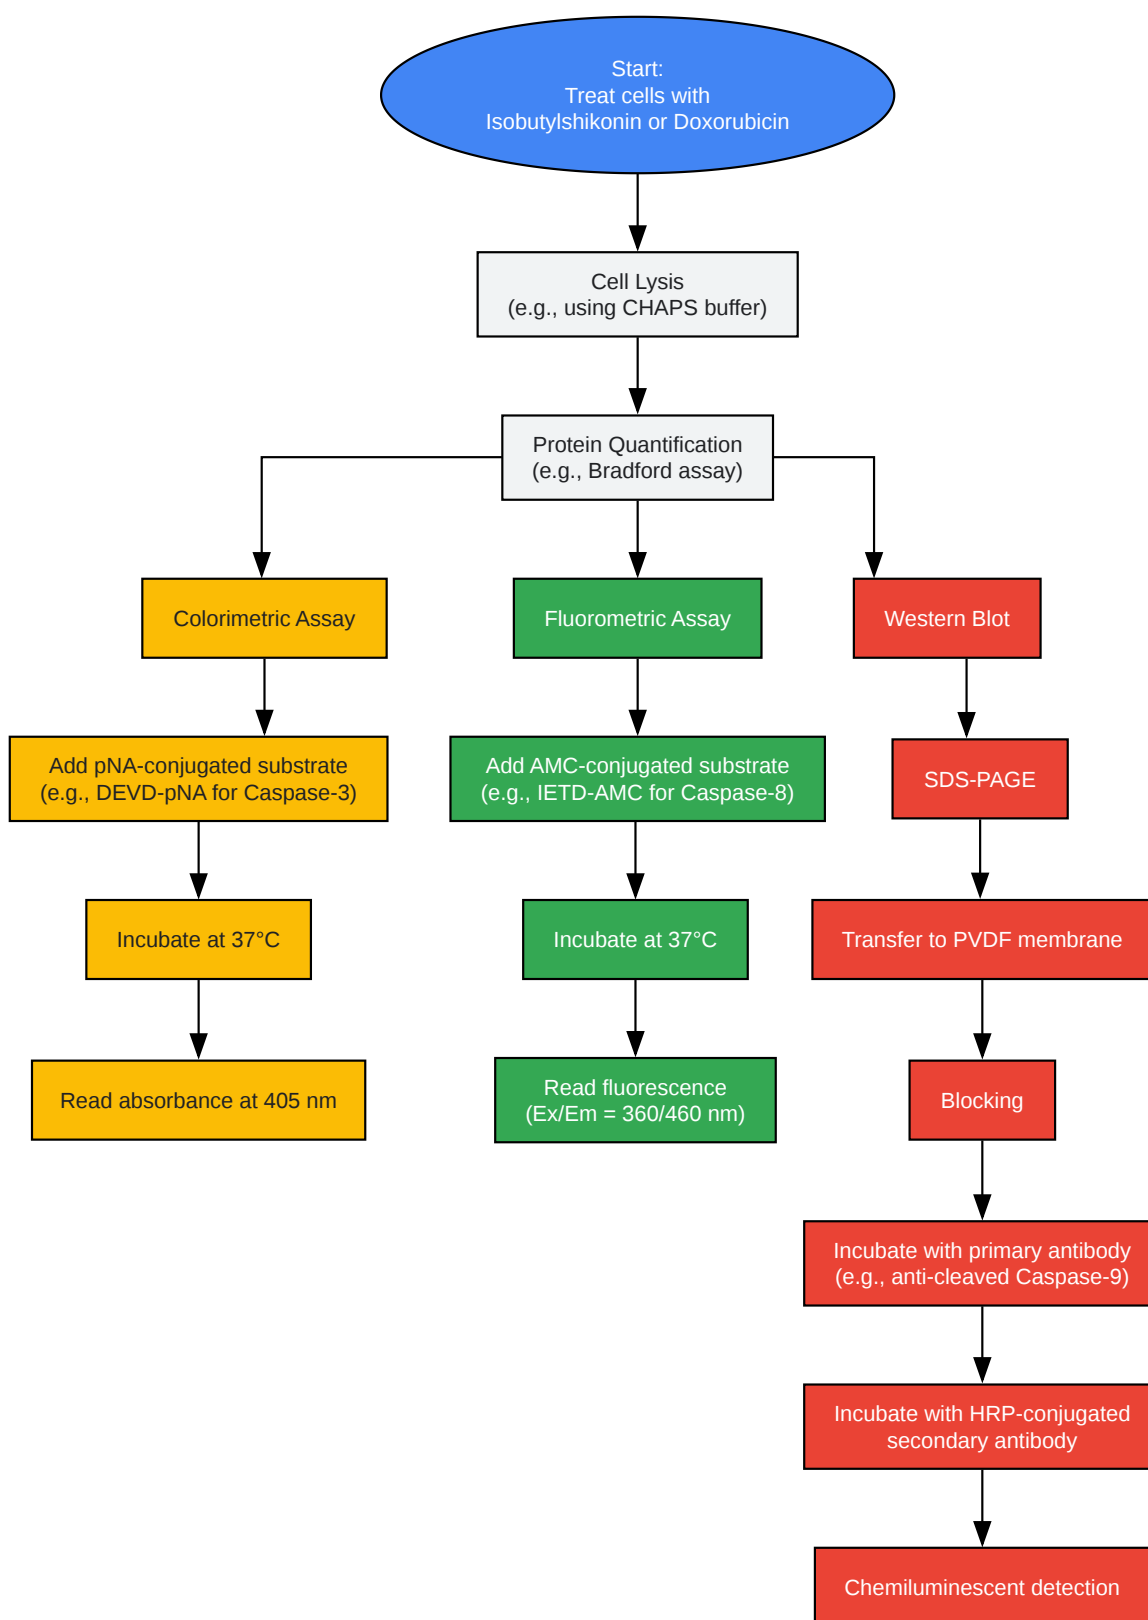 Start:
Treat cells with
Isobutylshikonin or Doxorubicin
Cell Lysis
(e.g., using CHAPS buffer)
Protein Quantification
(e.g., Bradford assay)
Colorimetric Assay
Fluorometric Assay
Western Blot
Add pNA-conjugated substrate
(e.g., DEVD-pNA for Caspase-3)
Add AMC-conjugated substrate
(e.g., IETD-AMC for Caspase-8)
SDS-PAGE
Incubate at 37°C
Incubate at 37°C
Transfer to PVDF membrane
Read absorbance at 405 nm
Read fluorescence
(Ex/Em = 360/460 nm)
Blocking
Incubate with primary antibody
(e.g., anti-cleaved Caspase-9)
Incubate with HRP-conjugated
secondary antibody
Chemiluminescent detection